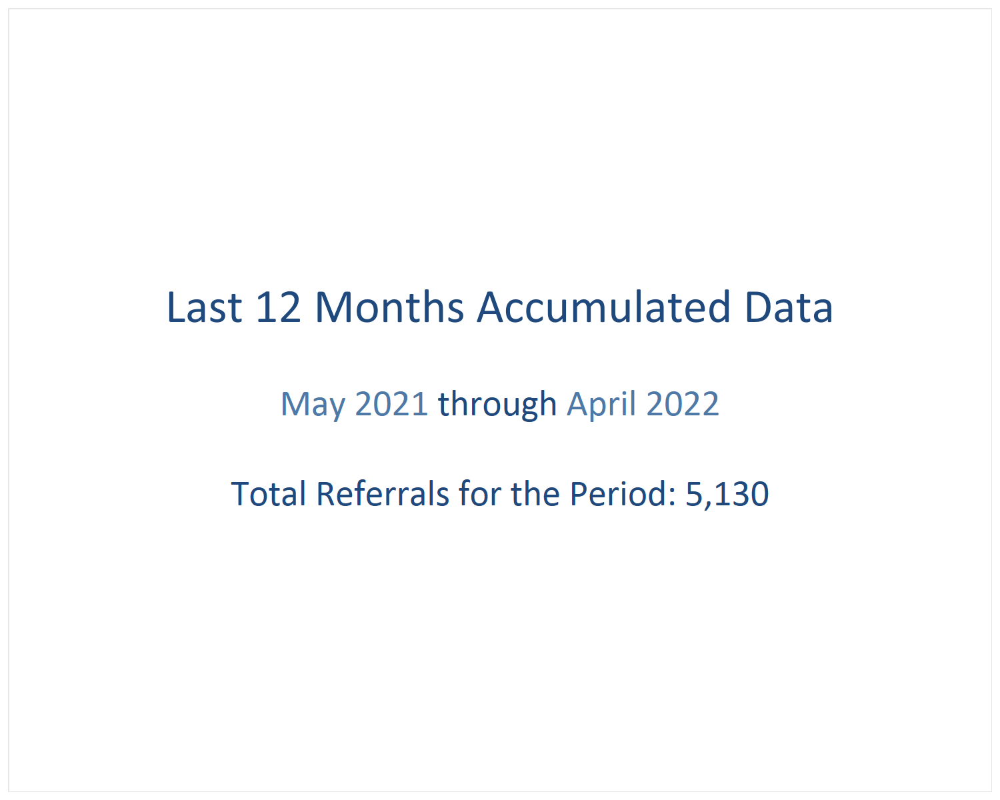 Last 12 Months Accumulated Data
May 2021 through April 2022
Total Referrals for the Period: 5,130